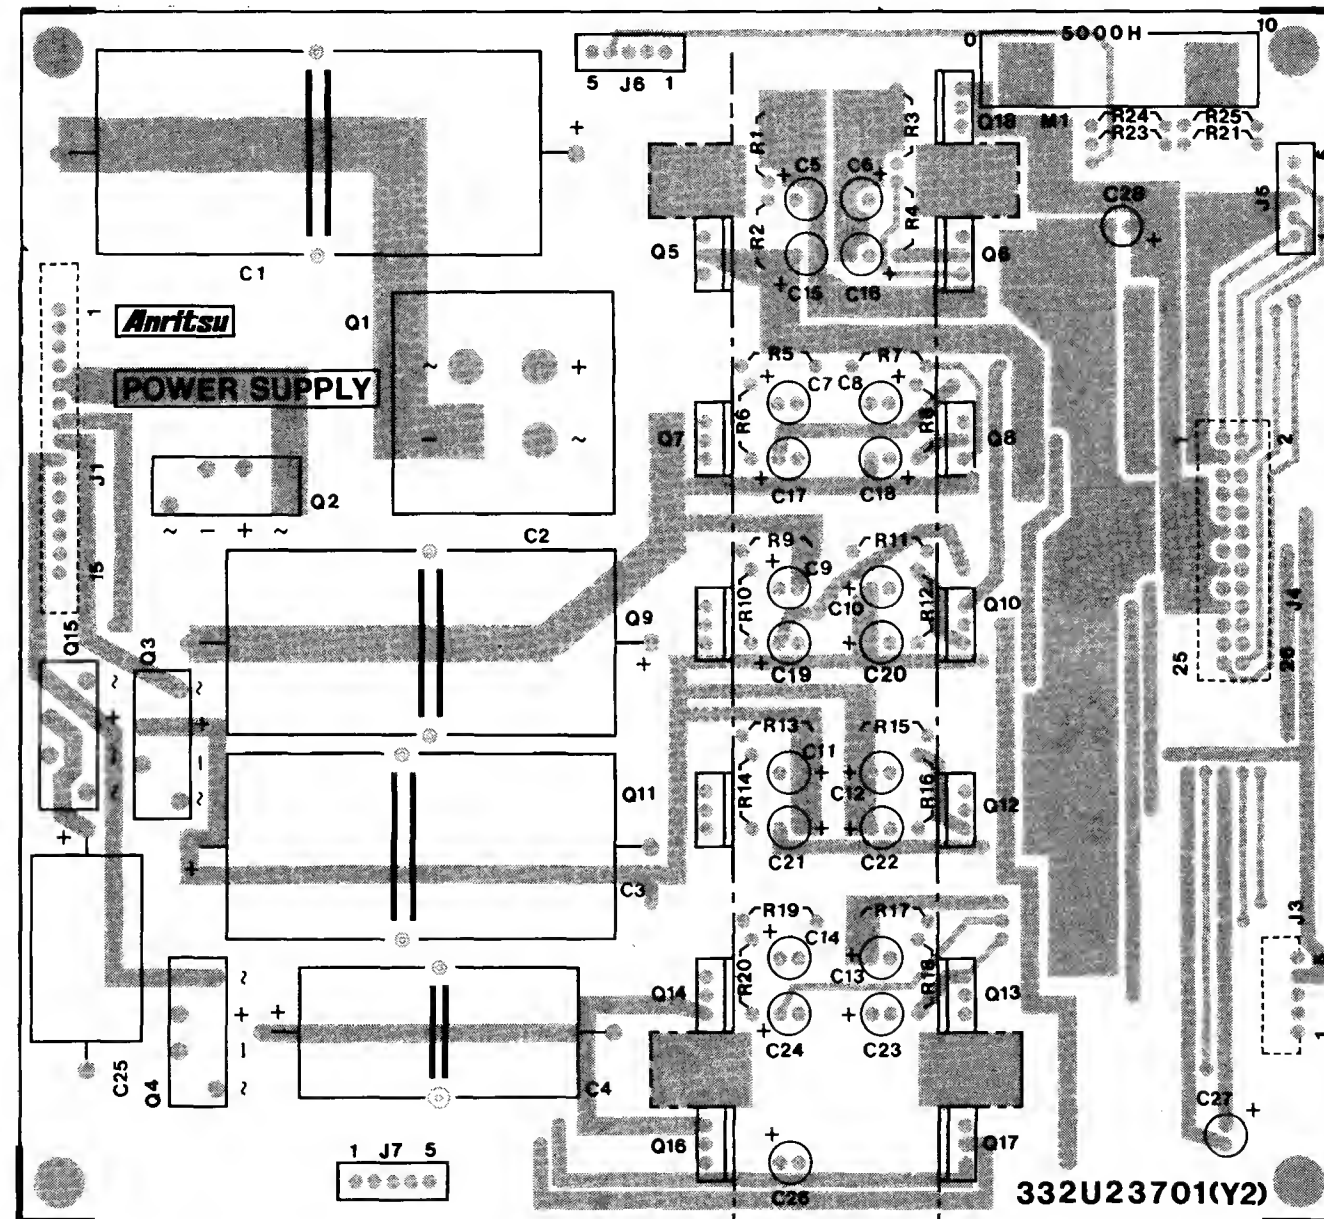 0 5000H 10
5 J6 1
M1
R24 R25
R23 R21
Q18
R1 R3
C5 C6
+ + +
R2 R4
J5
C28
+
Q5 Q6
C1
C15 C16
+ +
1
Anritsu
Q1
~ +
- ~
POWER SUPPLY
R5 R7
+ C7 C8 +
R6 R8
Q7 Q8
1 2
J1
Q2
~ - + ~
C17 C18
+ +
C2
R9 R11
+ C9
C10 +
R10 R12
15
Q9 Q10
J4
+
Q15 Q3
+ C19 + C20
25 26
~ ~
+ +
- -
~ ~
R13 R15
C11
+ + C12
R14 R16
Q11 Q12
+ +
C21 C22
+ +
C3
R19 R17
+ C14
C13 +
R20 R18
J3
5
Q14 Q13
~ + - ~
+
+ C24 + C23
1
C25 Q4
C4
C27 +
1 J7 5
Q16 Q17
+
C26
332U23701(Y2)